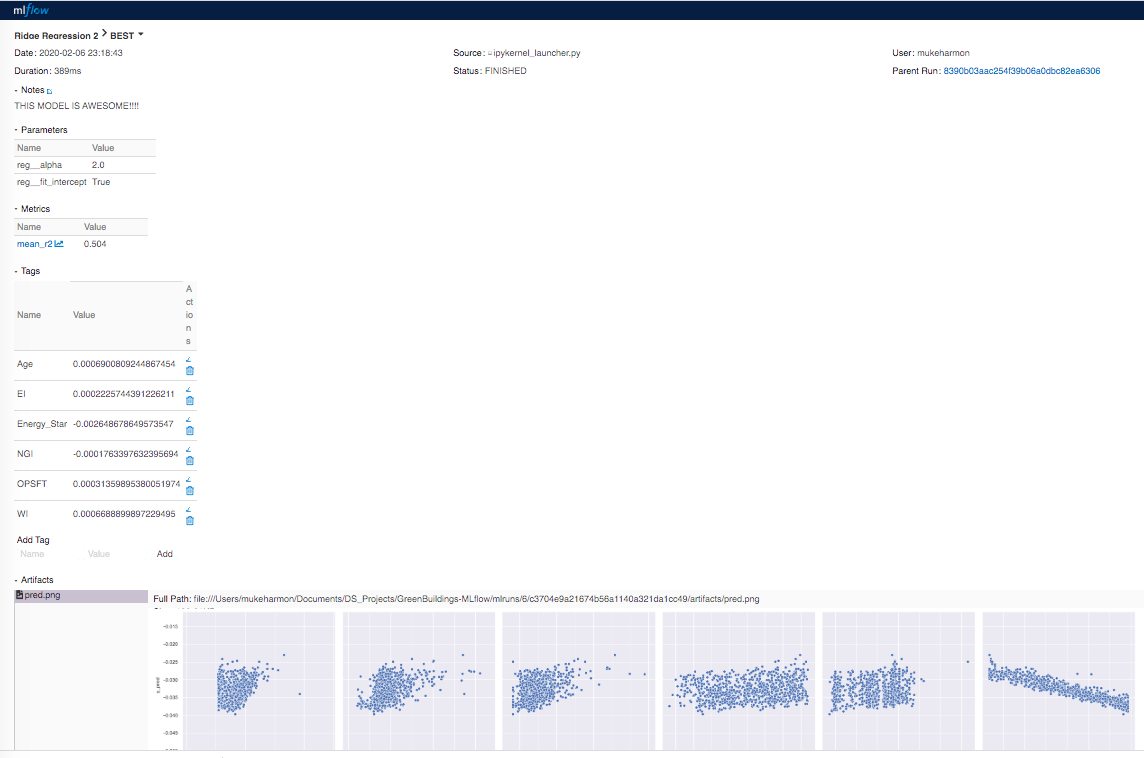 mlflow
Ridge Regression 2 > BEST
Date: 2020-02-06 23:18:43 Source: ipykernel_launcher.py User: mukeharmon
Duration: 389ms Status: FINISHED Parent Run: 8390b03aac254f39b06a0dbc82ea6306
Notes
THIS MODEL IS AWESOME!!!!
Parameters
Name Value
reg__alpha 2.0
reg__fit_intercept True
Metrics
Name Value
mean_r2 0.504
Tags
Name Value Actions
Age 0.0006900809244867454
EI 0.0002225744391226211
Energy_Star -0.002648678649573547
NGI -0.0001763397632395694
OPSFT 0.00031359895380051974
WI 0.0006688899897229495
Add Tag
Name Value Add
Artifacts
pred.png
Full Path: file:///Users/mukeharmon/Documents/DS_Projects/GreenBuildings-MLflow/mlruns/6/c3704e9a21674b56a1140a321da1cc49/artifacts/pred.png
-0.015
-0.020
-0.025
-0.030
-0.035
-0.040
-0.045